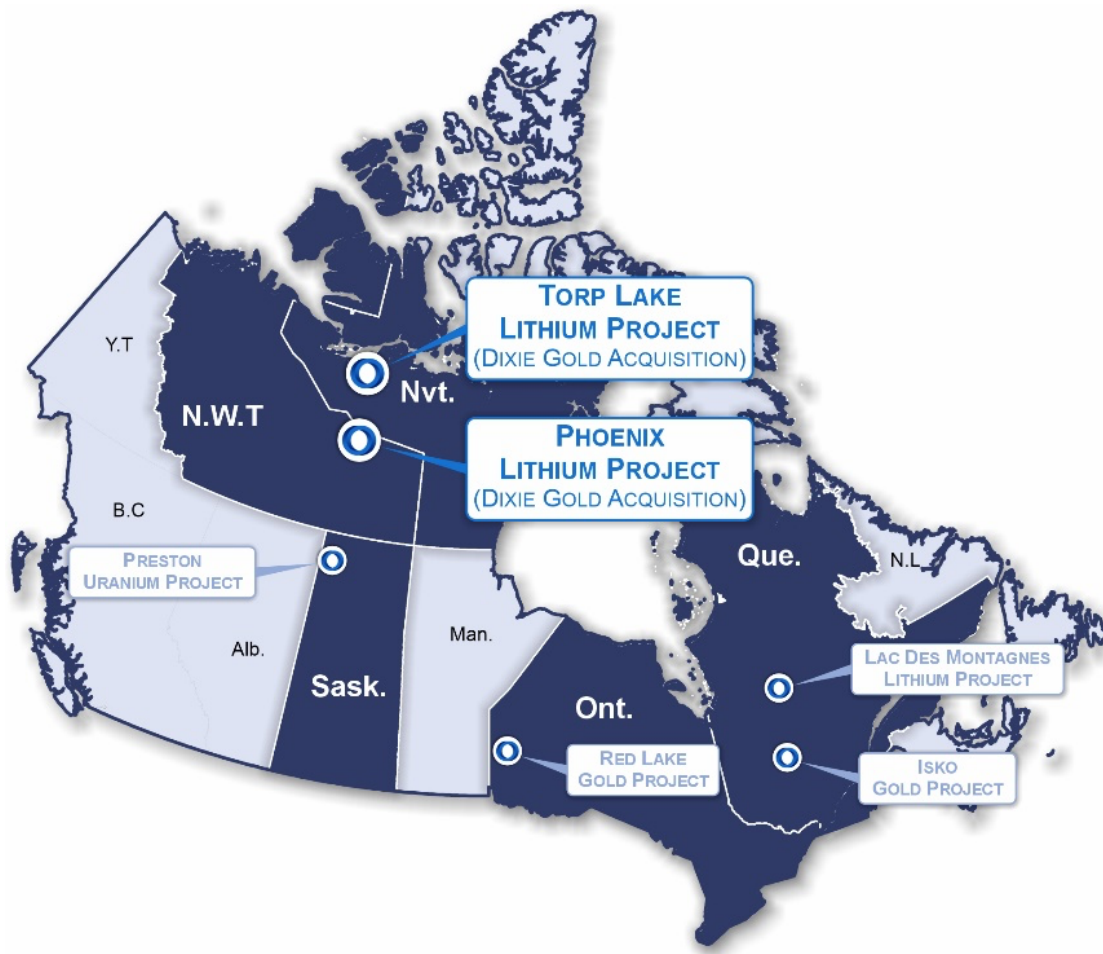 TORP LAKE
LITHIUM PROJECT
(DIXIE GOLD ACQUISITION)
Y.T
Nvt.
N.W.T
PHOENIX
LITHIUM PROJECT
(DIXIE GOLD ACQUISITION)
B.C
PRESTON
URANIUM PROJECT
Que.
N.L
Alb.
Man.
Sask.
LAC DES MONTAGNES
LITHIUM PROJECT
Ont.
RED LAKE
GOLD PROJECT
ISKO
GOLD PROJECT